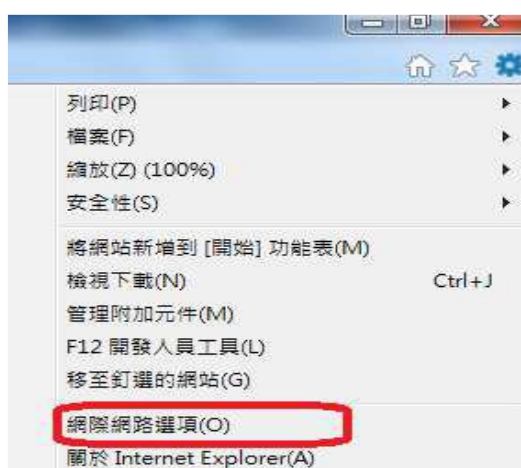 列印(P)
檔案(F)
縮放(Z) (100%)
安全性(S)
將網站新增到 [開始] 功能表(M)
檢視下載(N) Ctrl+J
管理附加元件(M)
F12 開發人員工具(L)
移至釘選的網站(G)
網際網路選項(O)
關於 Internet Explorer(A)